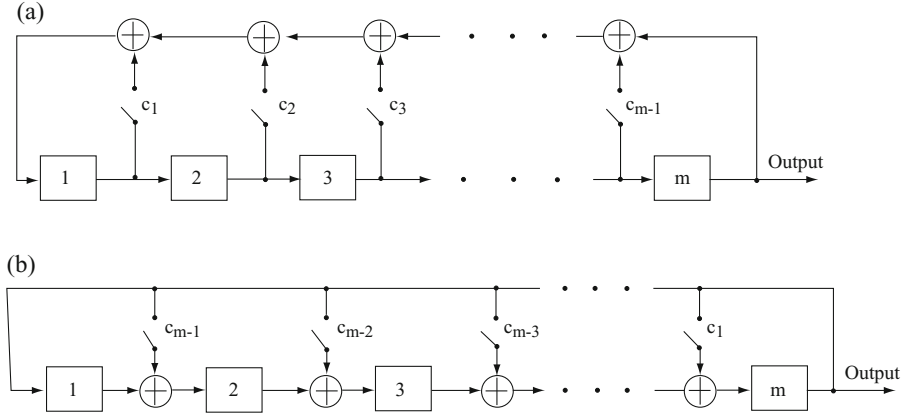 (a)
c1 c2 c3 cm-1
1 2 3 m Output
(b)
cm-1 cm-2 cm-3 c1
1 2 3 m Output